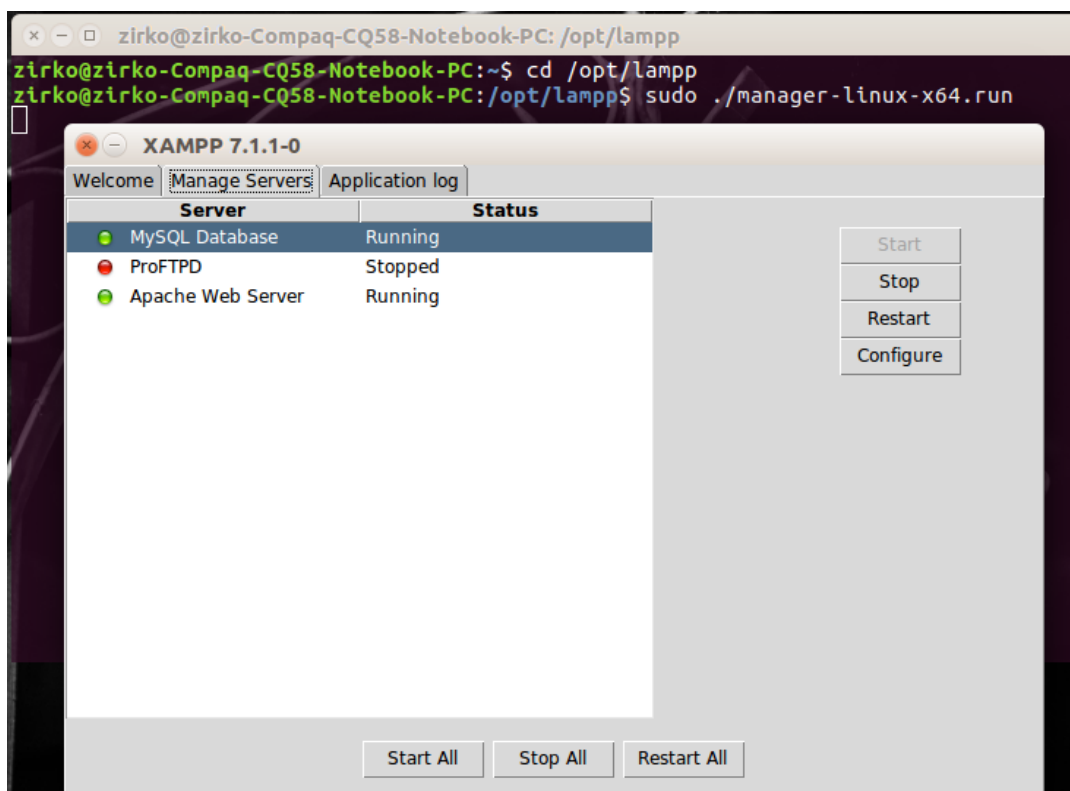 zirko@zirko-Compaq-CQ58-Notebook-PC: /opt/lampp
zirko@zirko-Compaq-CQ58-Notebook-PC:~$ cd /opt/lampp
zirko@zirko-Compaq-CQ58-Notebook-PC:/opt/lampp$ sudo ./manager-linux-x64.run
XAMPP 7.1.1-0
Welcome Manage Servers Application log
Server Status
MySQL Database Running
ProFTPD Stopped
Apache Web Server Running
Start
Stop
Restart
Configure
Start All Stop All Restart All